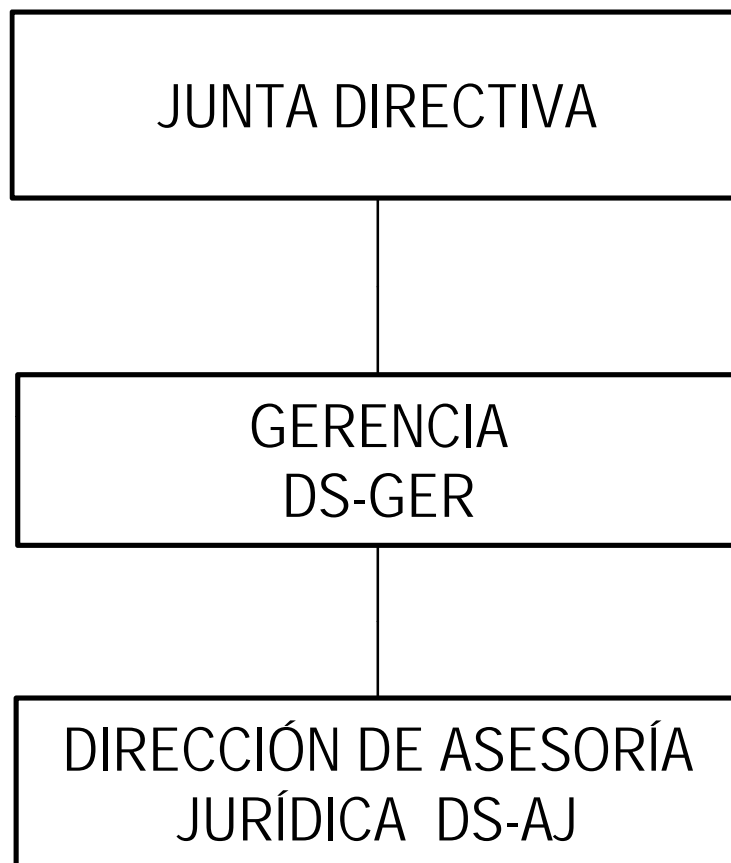 JUNTA DIRECTIVA
GERENCIA
DS-GER
DIRECCIÓN DE ASESORÍA
JURÍDICA  DS-AJ